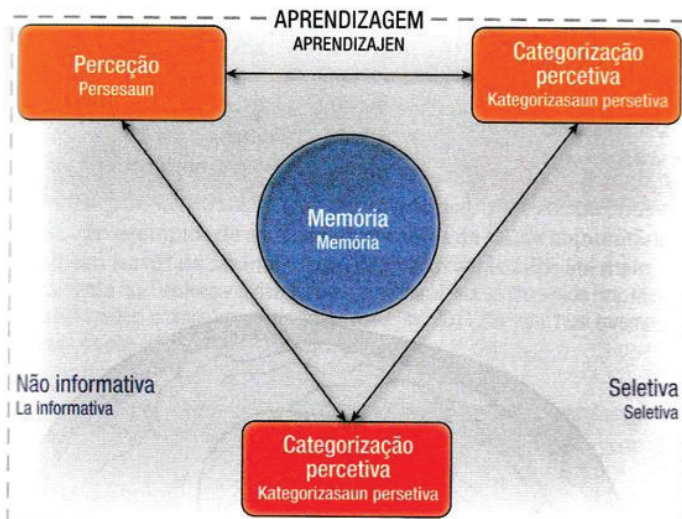 APRENDIZAGEM
APRENDIZAJEN
Perceção
Persesaun
Categorização
percetiva
Kategorizasaun persetiva
Memória
Memória
Não informativa
La informativa
Seletiva
Seletiva
Categorização
percetiva
Kategorizasaun persetiva